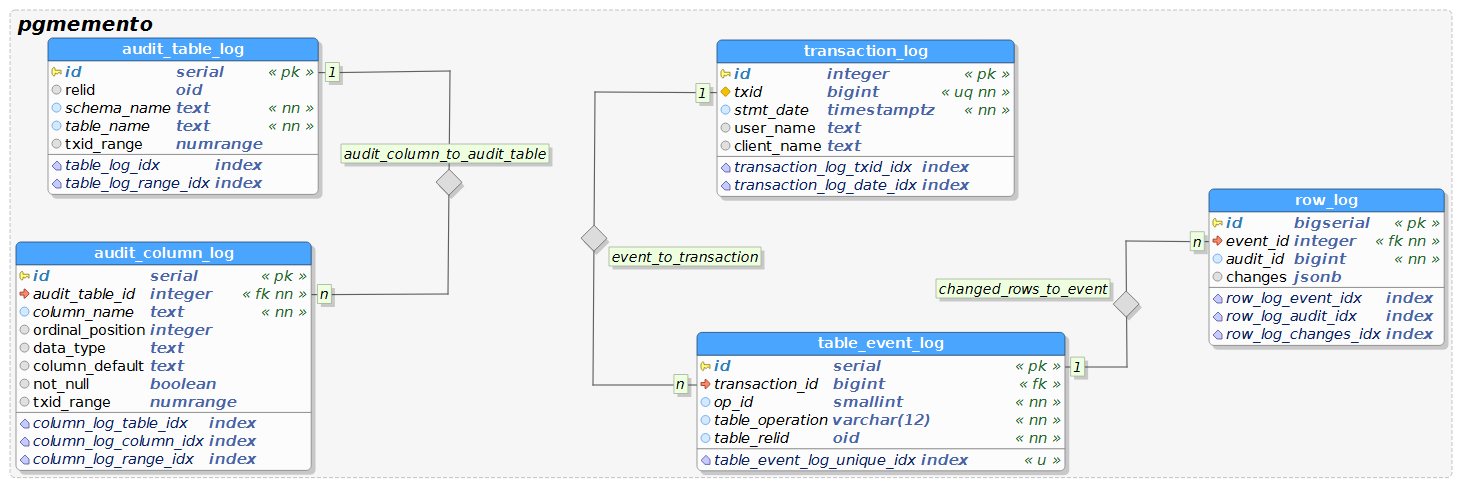 pgmemento
audit_table_log
id serial « pk »
relid oid
schema_name text « nn »
table_name text « nn »
txid_range numrange
table_log_idx index
table_log_range_idx index
1
audit_column_to_audit_table
n
audit_column_log
id serial « pk »
audit_table_id integer « fk nn »
column_name text « nn »
ordinal_position integer
data_type text
column_default text
not_null boolean
txid_range numrange
column_log_table_idx index
column_log_column_idx index
column_log_range_idx index
transaction_log
id integer « pk »
txid bigint « uq nn »
stmt_date timestamptz « nn »
user_name text
client_name text
transaction_log_txid_idx index
transaction_log_date_idx index
1
event_to_transaction
n
table_event_log
id serial « pk »
transaction_id bigint « fk »
op_id smallint « nn »
table_operation varchar(12) « nn »
table_relid oid « nn »
table_event_log_unique_idx index « u »
1
changed_rows_to_event
n
row_log
id bigserial « pk »
event_id integer « fk nn »
audit_id bigint « nn »
changes jsonb
row_log_event_idx index
row_log_audit_idx index
row_log_changes_idx index